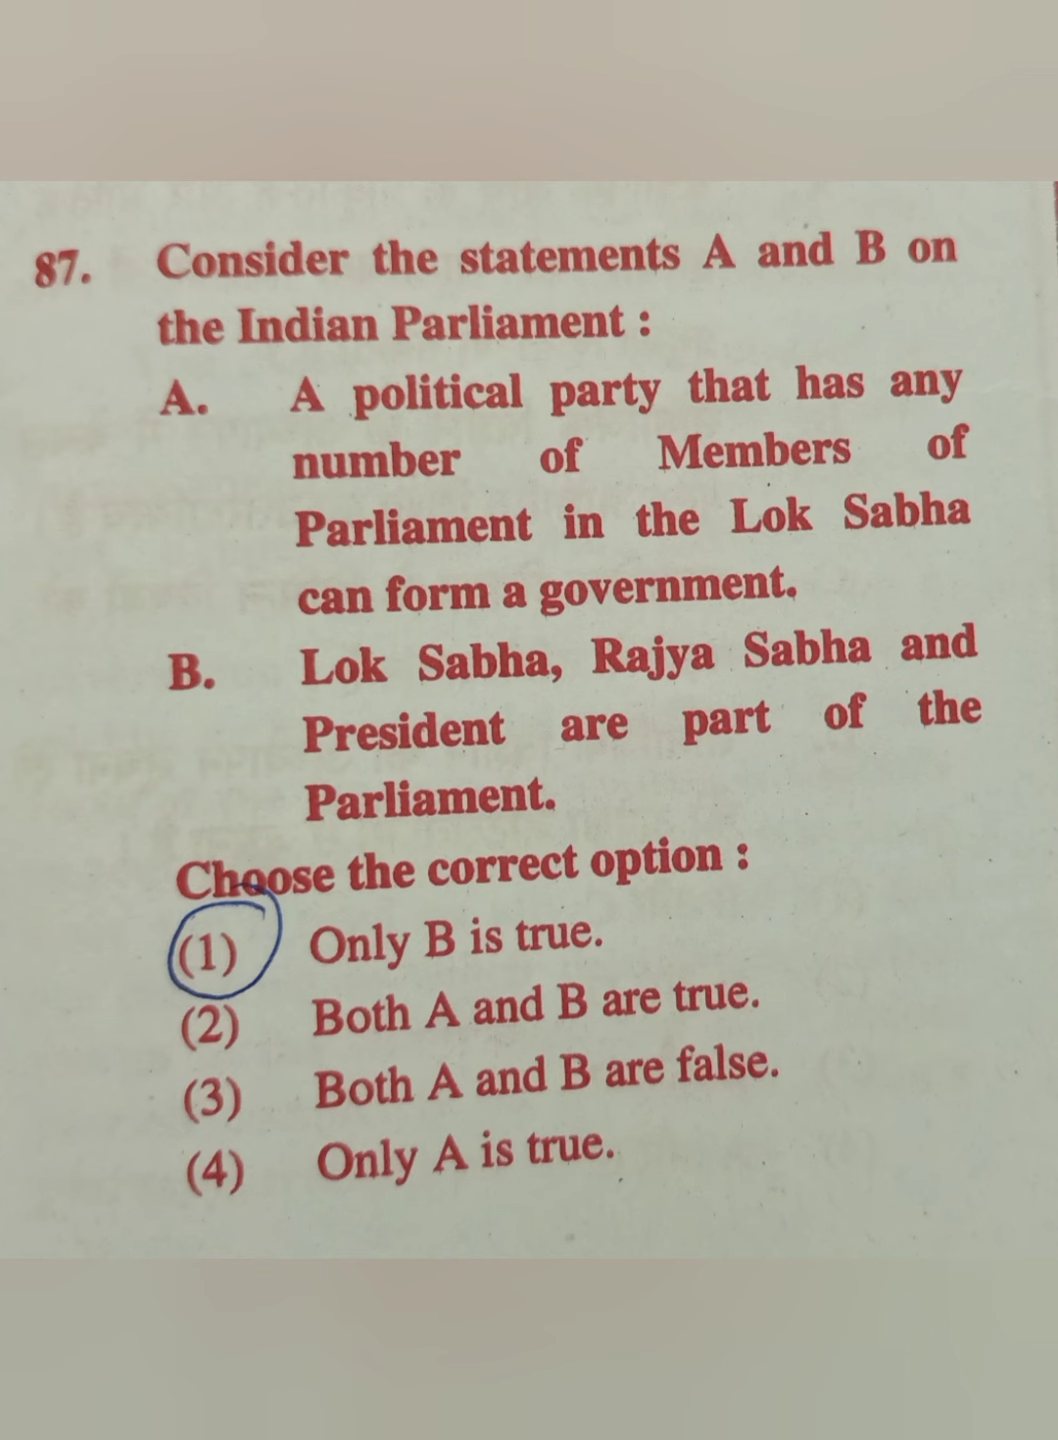 87. Consider the statements A and B on
the Indian Parliament :
A. A political party that has any
number of Members of
Parliament in the Lok Sabha
can form a government.
B. Lok Sabha, Rajya Sabha and
President are part of the
Parliament.
Choose the correct option :
(1) Only B is true.
(2) Both A and B are true.
(3) Both A and B are false.
(4) Only A is true.